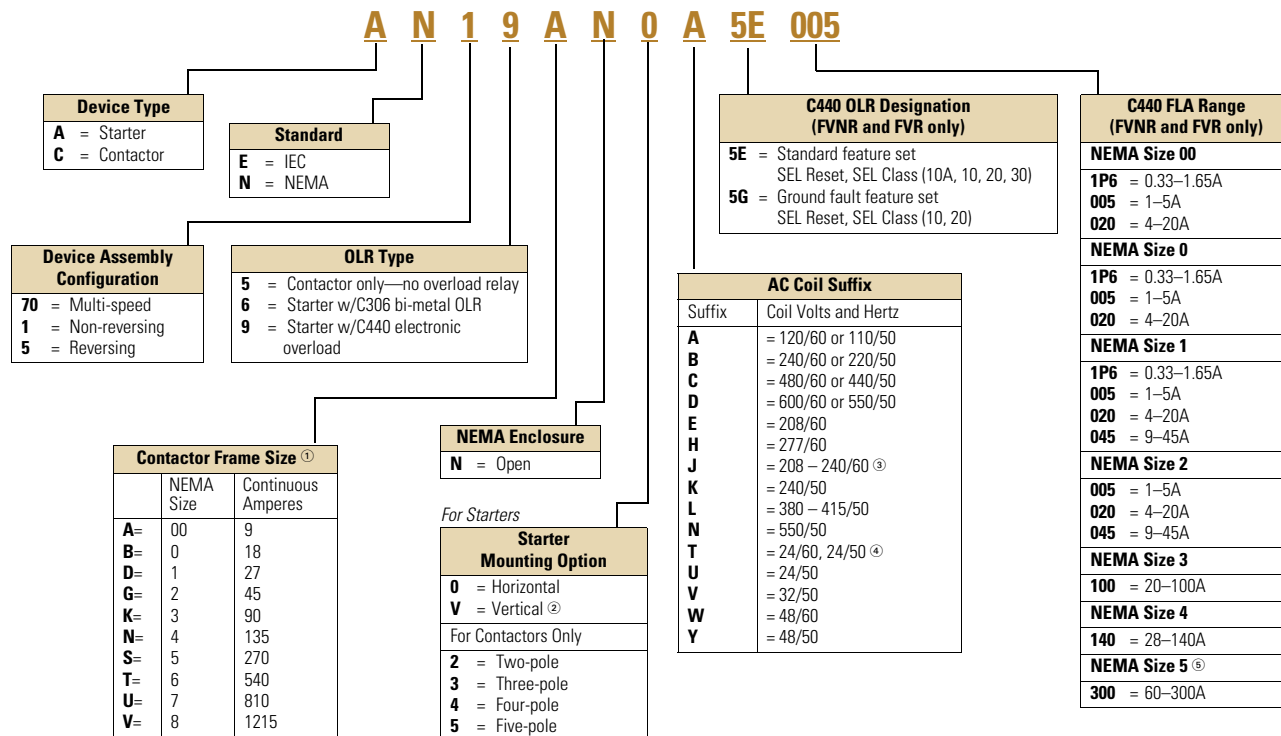 A N 1 9 A N 0 A 5E 005
Device Type
A = Starter
C = Contactor
Standard
E = IEC
N = NEMA
Device Assembly
Configuration
70 = Multi-speed
1 = Non-reversing
5 = Reversing
OLR Type
5 = Contactor only—no overload relay
6 = Starter w/C306 bi-metal OLR
9 = Starter w/C440 electronic
overload
Contactor Frame Size ①
NEMA Size Continuous Amperes
A= 00 9
B= 0 18
D= 1 27
G= 2 45
K= 3 90
N= 4 135
S= 5 270
T= 6 540
U= 7 810
V= 8 1215
NEMA Enclosure
N = Open
For Starters
Starter
Mounting Option
0 = Horizontal
V = Vertical ②
For Contactors Only
2 = Two-pole
3 = Three-pole
4 = Four-pole
5 = Five-pole
C440 OLR Designation
(FVNR and FVR only)
5E = Standard feature set
SEL Reset, SEL Class (10A, 10, 20, 30)
5G = Ground fault feature set
SEL Reset, SEL Class (10, 20)
AC Coil Suffix
Suffix Coil Volts and Hertz
A = 120/60 or 110/50
B = 240/60 or 220/50
C = 480/60 or 440/50
D = 600/60 or 550/50
E = 208/60
H = 277/60
J = 208 – 240/60 ③
K = 240/50
L = 380 – 415/50
N = 550/50
T = 24/60, 24/50 ④
U = 24/50
V = 32/50
W = 48/60
Y = 48/50
C440 FLA Range
(FVNR and FVR only)
NEMA Size 00
1P6 = 0.33–1.65A
005 = 1–5A
020 = 4–20A
NEMA Size 0
1P6 = 0.33–1.65A
005 = 1–5A
020 = 4–20A
NEMA Size 1
1P6 = 0.33–1.65A
005 = 1–5A
020 = 4–20A
045 = 9–45A
NEMA Size 2
005 = 1–5A
020 = 4–20A
045 = 9–45A
NEMA Size 3
100 = 20–100A
NEMA Size 4
140 = 28–140A
NEMA Size 5 ⑤
300 = 60–300A